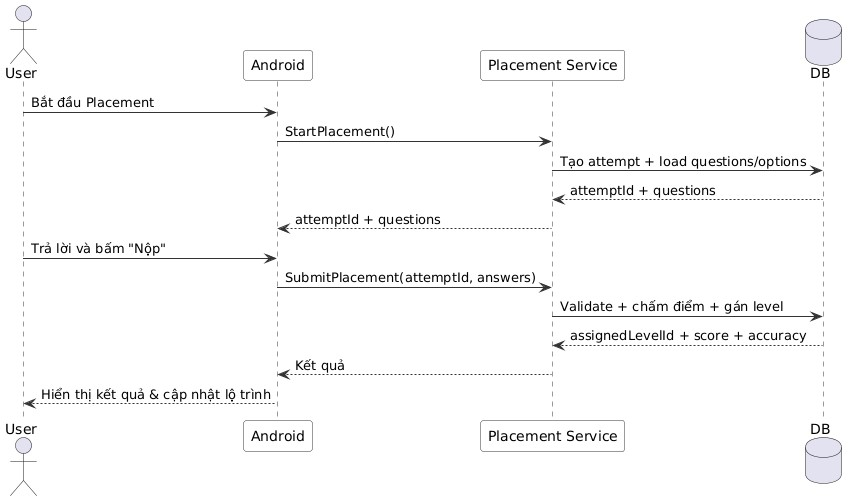 User
Android
Placement Service
DB
Bắt đầu Placement
StartPlacement()
Tạo attempt + load questions/options
attemptId + questions
attemptId + questions
Trả lời và bấm "Nộp"
SubmitPlacement(attemptId, answers)
Validate + chấm điểm + gán level
assignedLevelId + score + accuracy
Kết quả
Hiển thị kết quả & cập nhật lộ trình
User
Android
Placement Service
DB